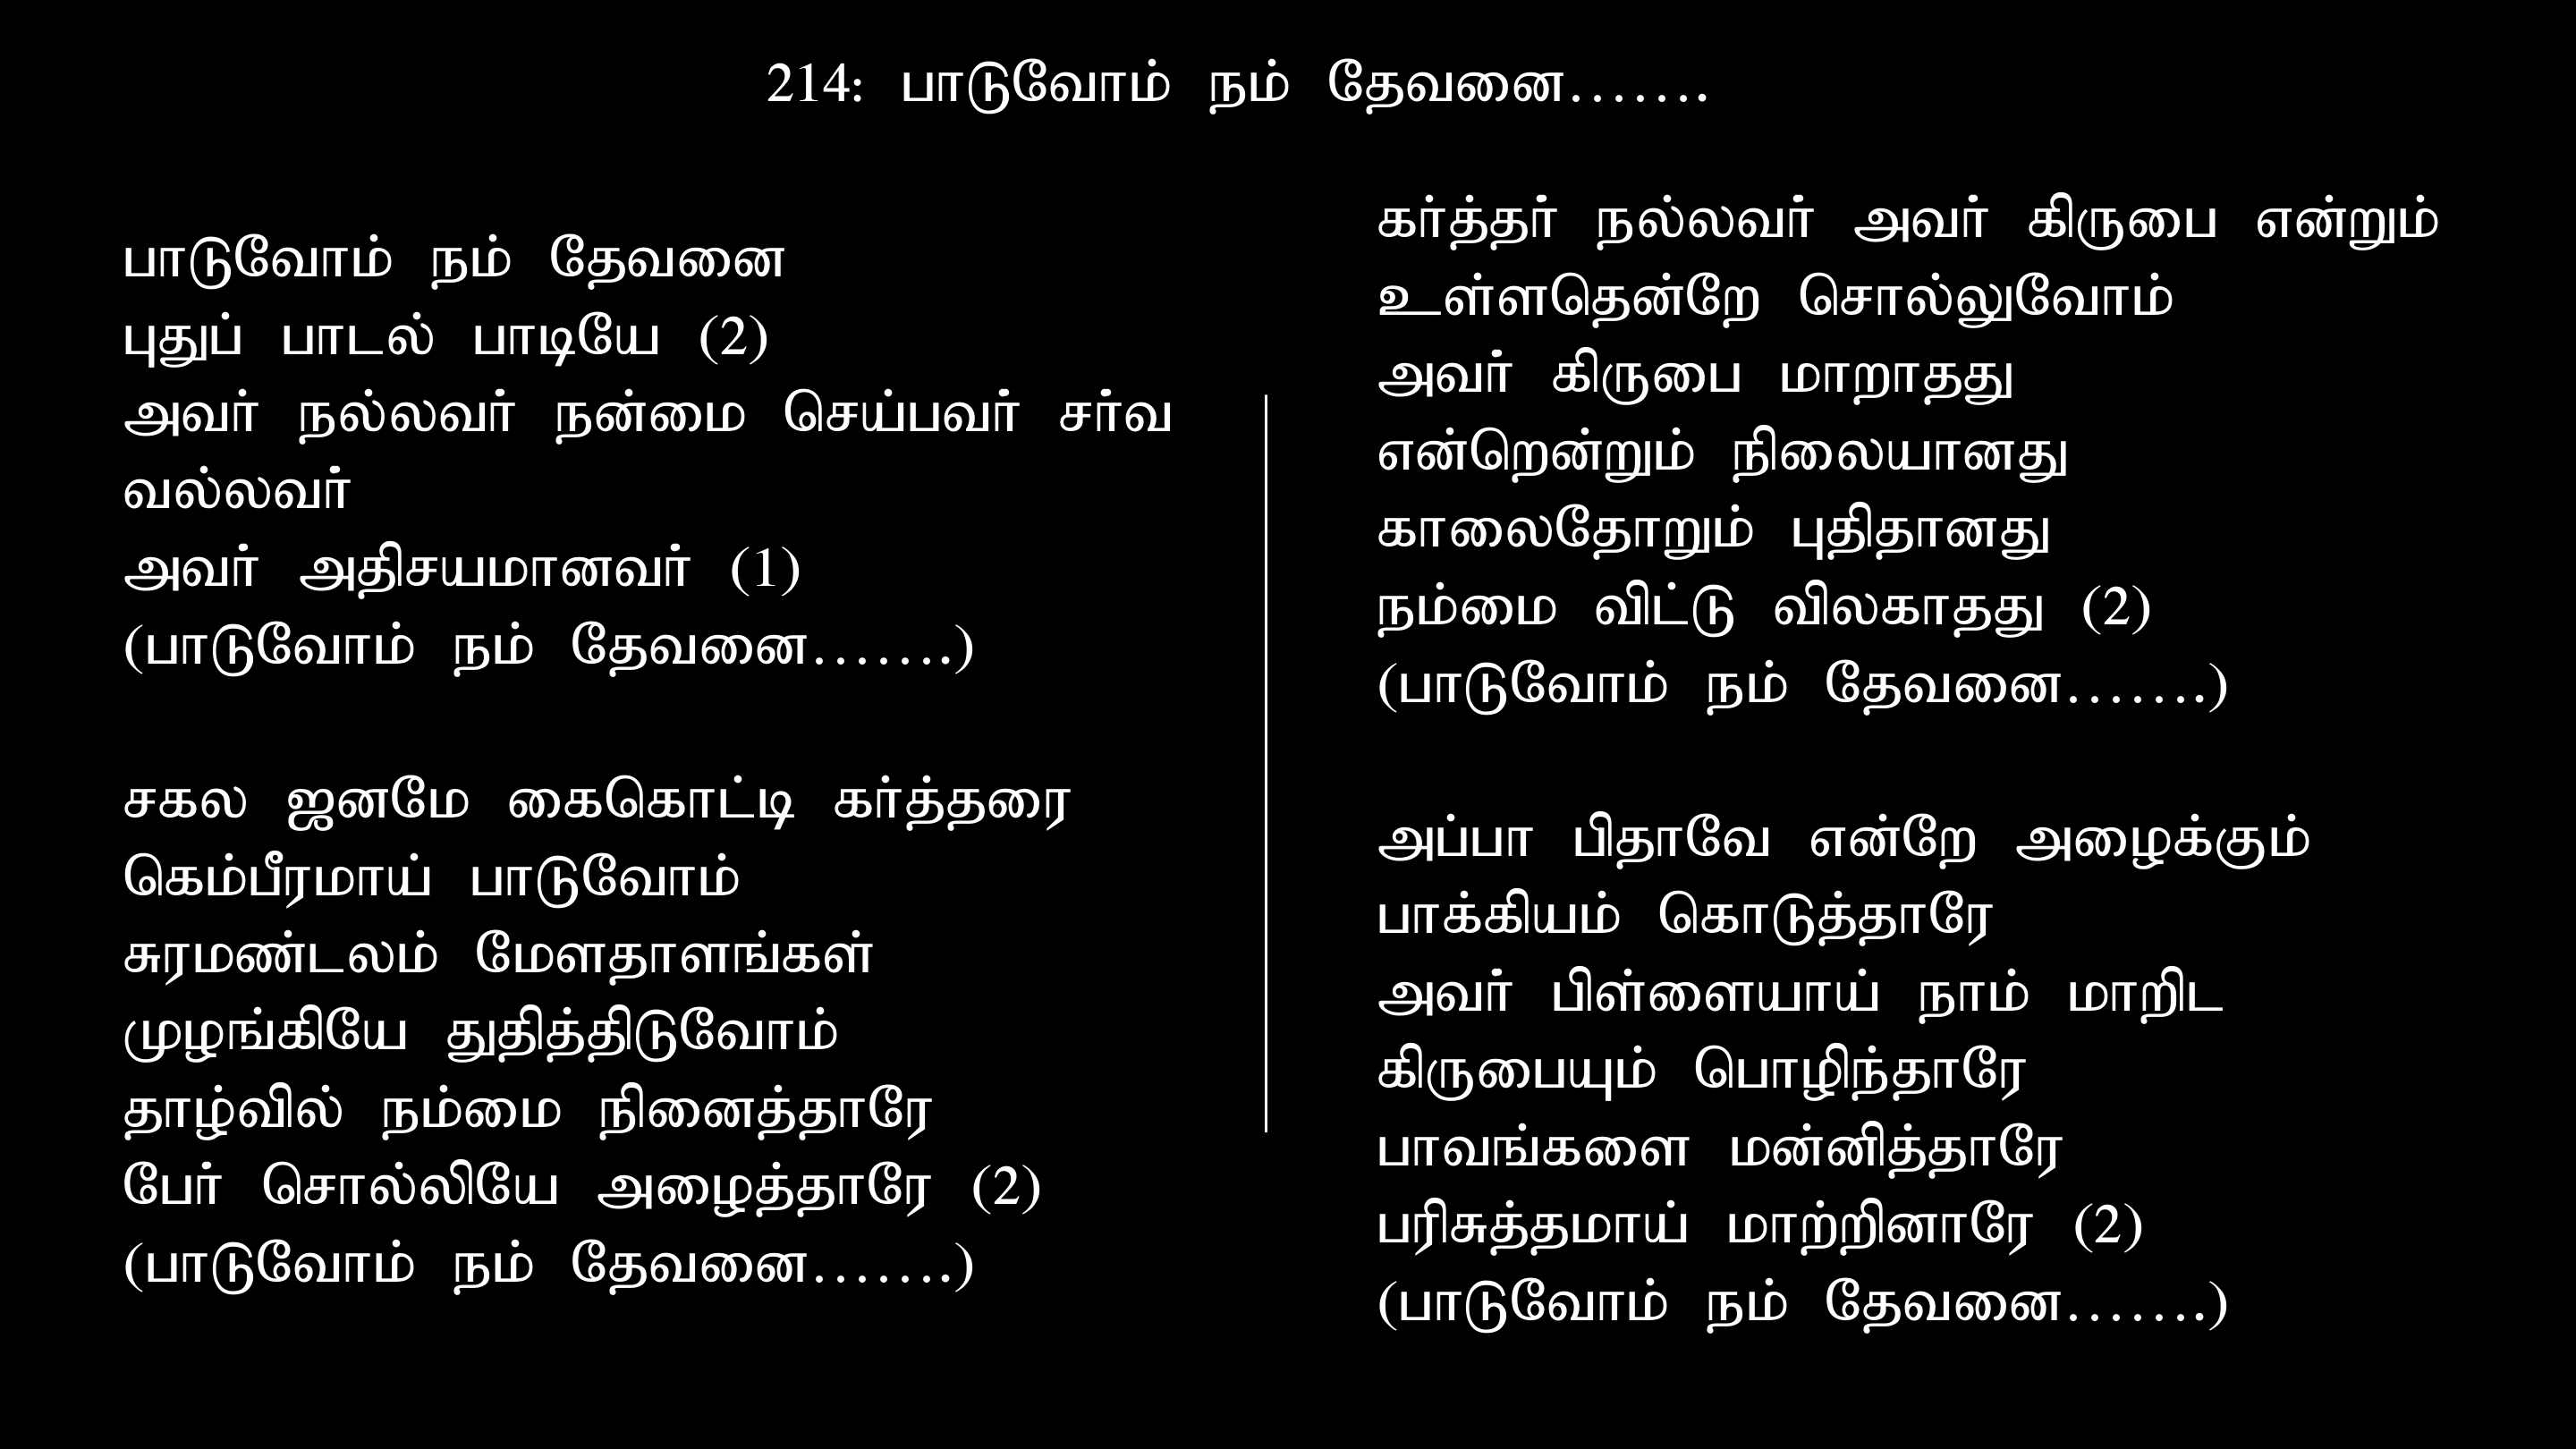 214: பாடுவோம் நம் தேவனை.......
பாடுவோம் நம் தேவனை
புதுப் பாடல் பாடியே (2)
அவர் நல்லவர் நன்மை செய்பவர் சர்வ
வல்லவர்
அவர் அதிசயமானவர் (1)
(பாடுவோம் நம் தேவனை.......)
சகல ஜனமே கைகொட்டி கர்த்தரை
கெம்பீரமாய் பாடுவோம்
சுரமண்டலம் மேளதாளங்கள்
முழங்கியே துதித்திடுவோம்
தாழ்வில் நம்மை நினைத்தாரே
பேர் சொல்லியே அழைத்தாரே (2)
(பாடுவோம் நம் தேவனை.......)
கர்த்தர் நல்லவர் அவர் கிருபை என்றும்
உள்ளதென்றே சொல்லுவோம்
அவர் கிருபை மாறாதது
என்றென்றும் நிலையானது
காலைதோறும் புதிதானது
நம்மை விட்டு விலகாதது (2)
(பாடுவோம் நம் தேவனை.......)
அப்பா பிதாவே என்றே அழைக்கும்
பாக்கியம் கொடுத்தாரே
அவர் பிள்ளையாய் நாம் மாறிட
கிருபையும் பொழிந்தாரே
பாவங்களை மன்னித்தாரே
பரிசுத்தமாய் மாற்றினாரே (2)
(பாடுவோம் நம் தேவனை.......)